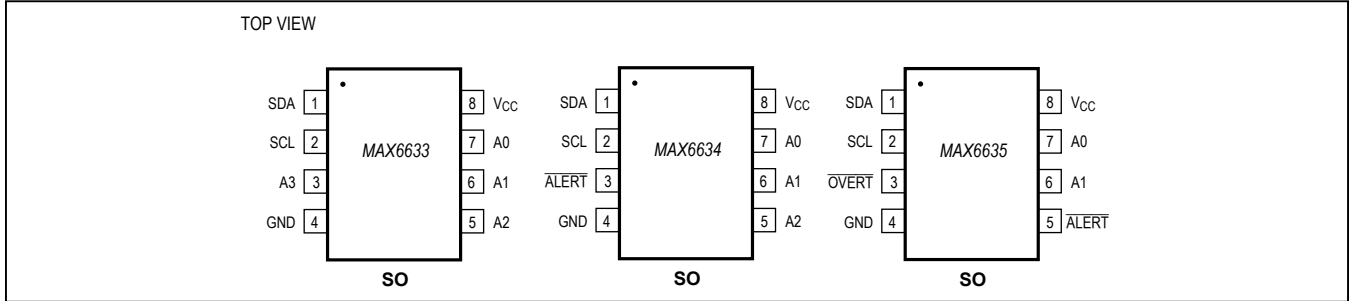 TOP VIEW
SDA 1 8 VCC SDA 1 8 VCC SDA 1 8 VCC
SCL 2 MAX6633 7 A0 SCL 2 MAX6634 7 A0 SCL 2 MAX6635 7 A0
A3 3 6 A1 ALERT 3 6 A1 OVERT 3 6 A1
GND 4 5 A2 GND 4 5 A2 GND 4 5 ALERT
SO SO SO